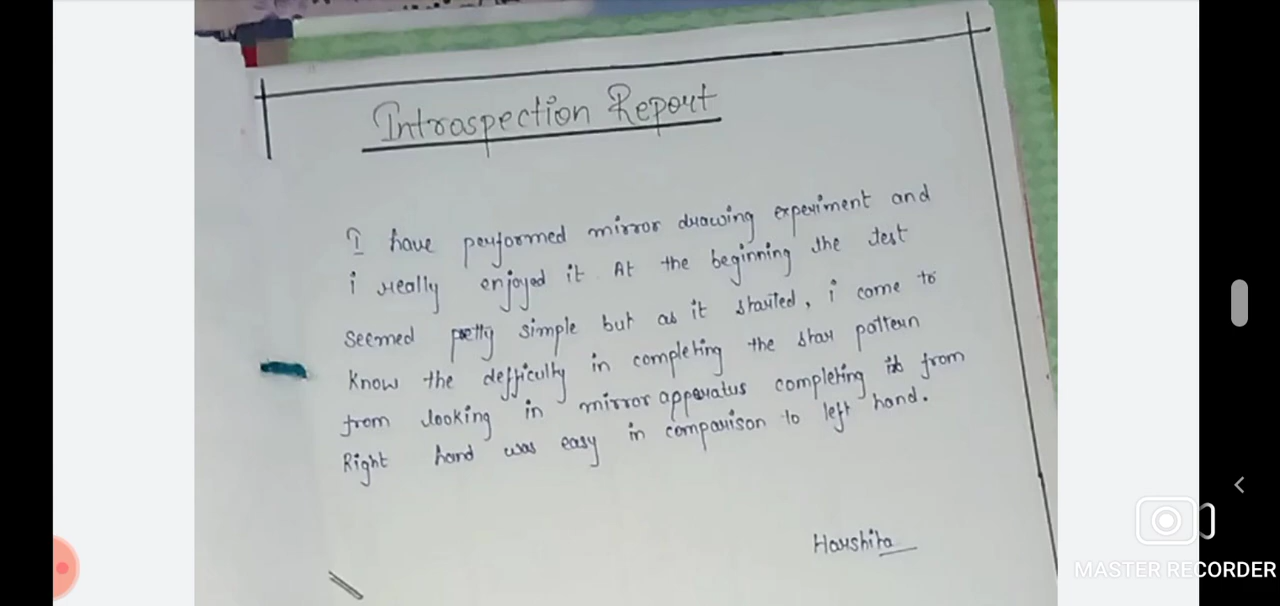 Introspection Report
I have performed mirror drawing experiment and
i really enjoyed it. At the beginning the test
seemed pretty simple but as it started, i come to
know the defficulty in completing the star pattern
from looking in mirror apparatus completing it from
Right hand was easy in comparison to left hand.
Harshita
MASTER RECORDER